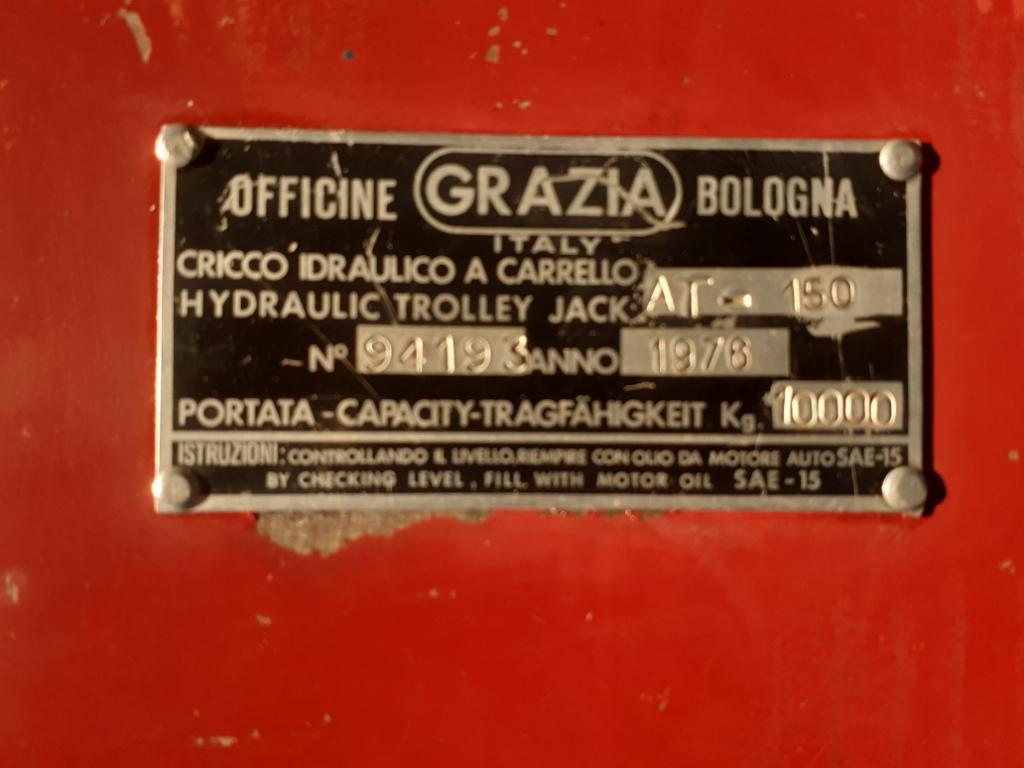 OFFICINE GRAZIA BOLOGNA
ITALY
CRICCO IDRAULICO A CARRELLO
HYDRAULIC TROLLEY JACK AT - 150
N° 94193 ANNO 1976
PORTATA - CAPACITY - TRAGFÄHIGKEIT Kg. 10000
ISTRUZIONI: CONTROLLANDO IL LIVELLO, RIEMPIRE CON OLIO DA MOTORE AUTO SAE-15
BY CHECKING LEVEL, FILL WITH MOTOR OIL SAE-15